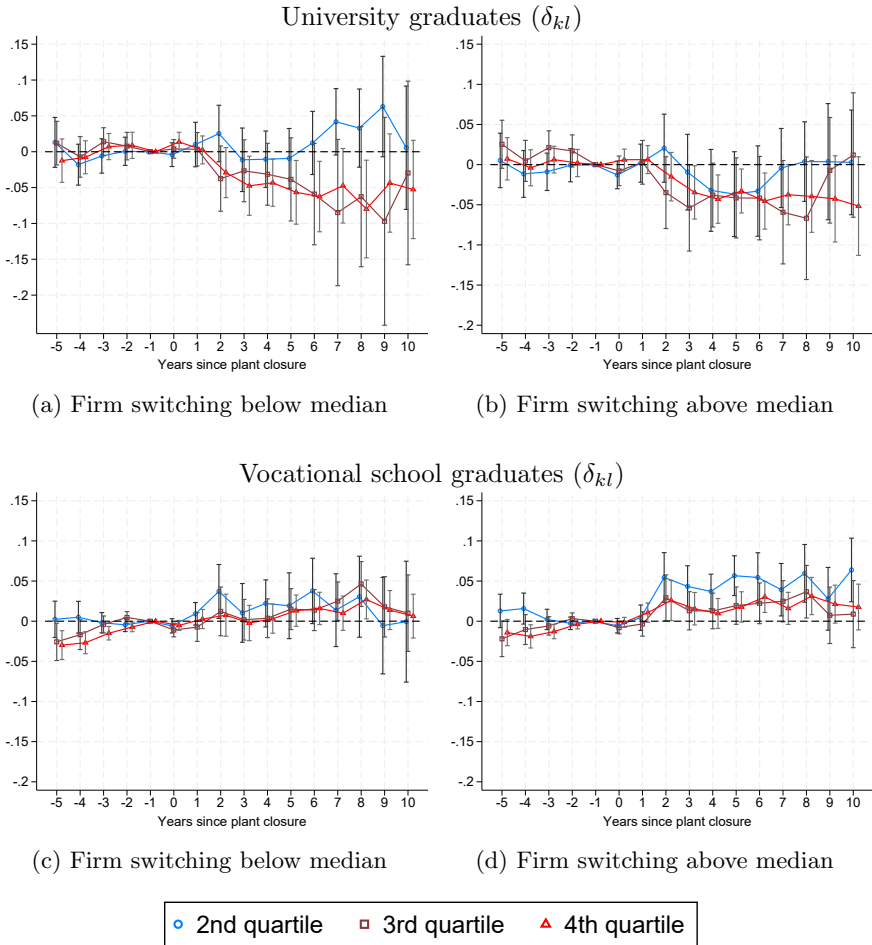 University graduates (δkl)
.15
.1
.05
0
-.05
-.1
-.15
-.2
-5 -4 -3 -2 -1 0 1 2 3 4 5 6 7 8 9 10
Years since plant closure
(a) Firm switching below median
.15
.1
.05
0
-.05
-.1
-.15
-.2
-5 -4 -3 -2 -1 0 1 2 3 4 5 6 7 8 9 10
Years since plant closure
(b) Firm switching above median
Vocational school graduates (δkl)
.15
.1
.05
0
-.05
-.1
-.15
-.2
-5 -4 -3 -2 -1 0 1 2 3 4 5 6 7 8 9 10
Years since plant closure
(c) Firm switching below median
.15
.1
.05
0
-.05
-.1
-.15
-.2
-5 -4 -3 -2 -1 0 1 2 3 4 5 6 7 8 9 10
Years since plant closure
(d) Firm switching above median
2nd quartile 3rd quartile 4th quartile